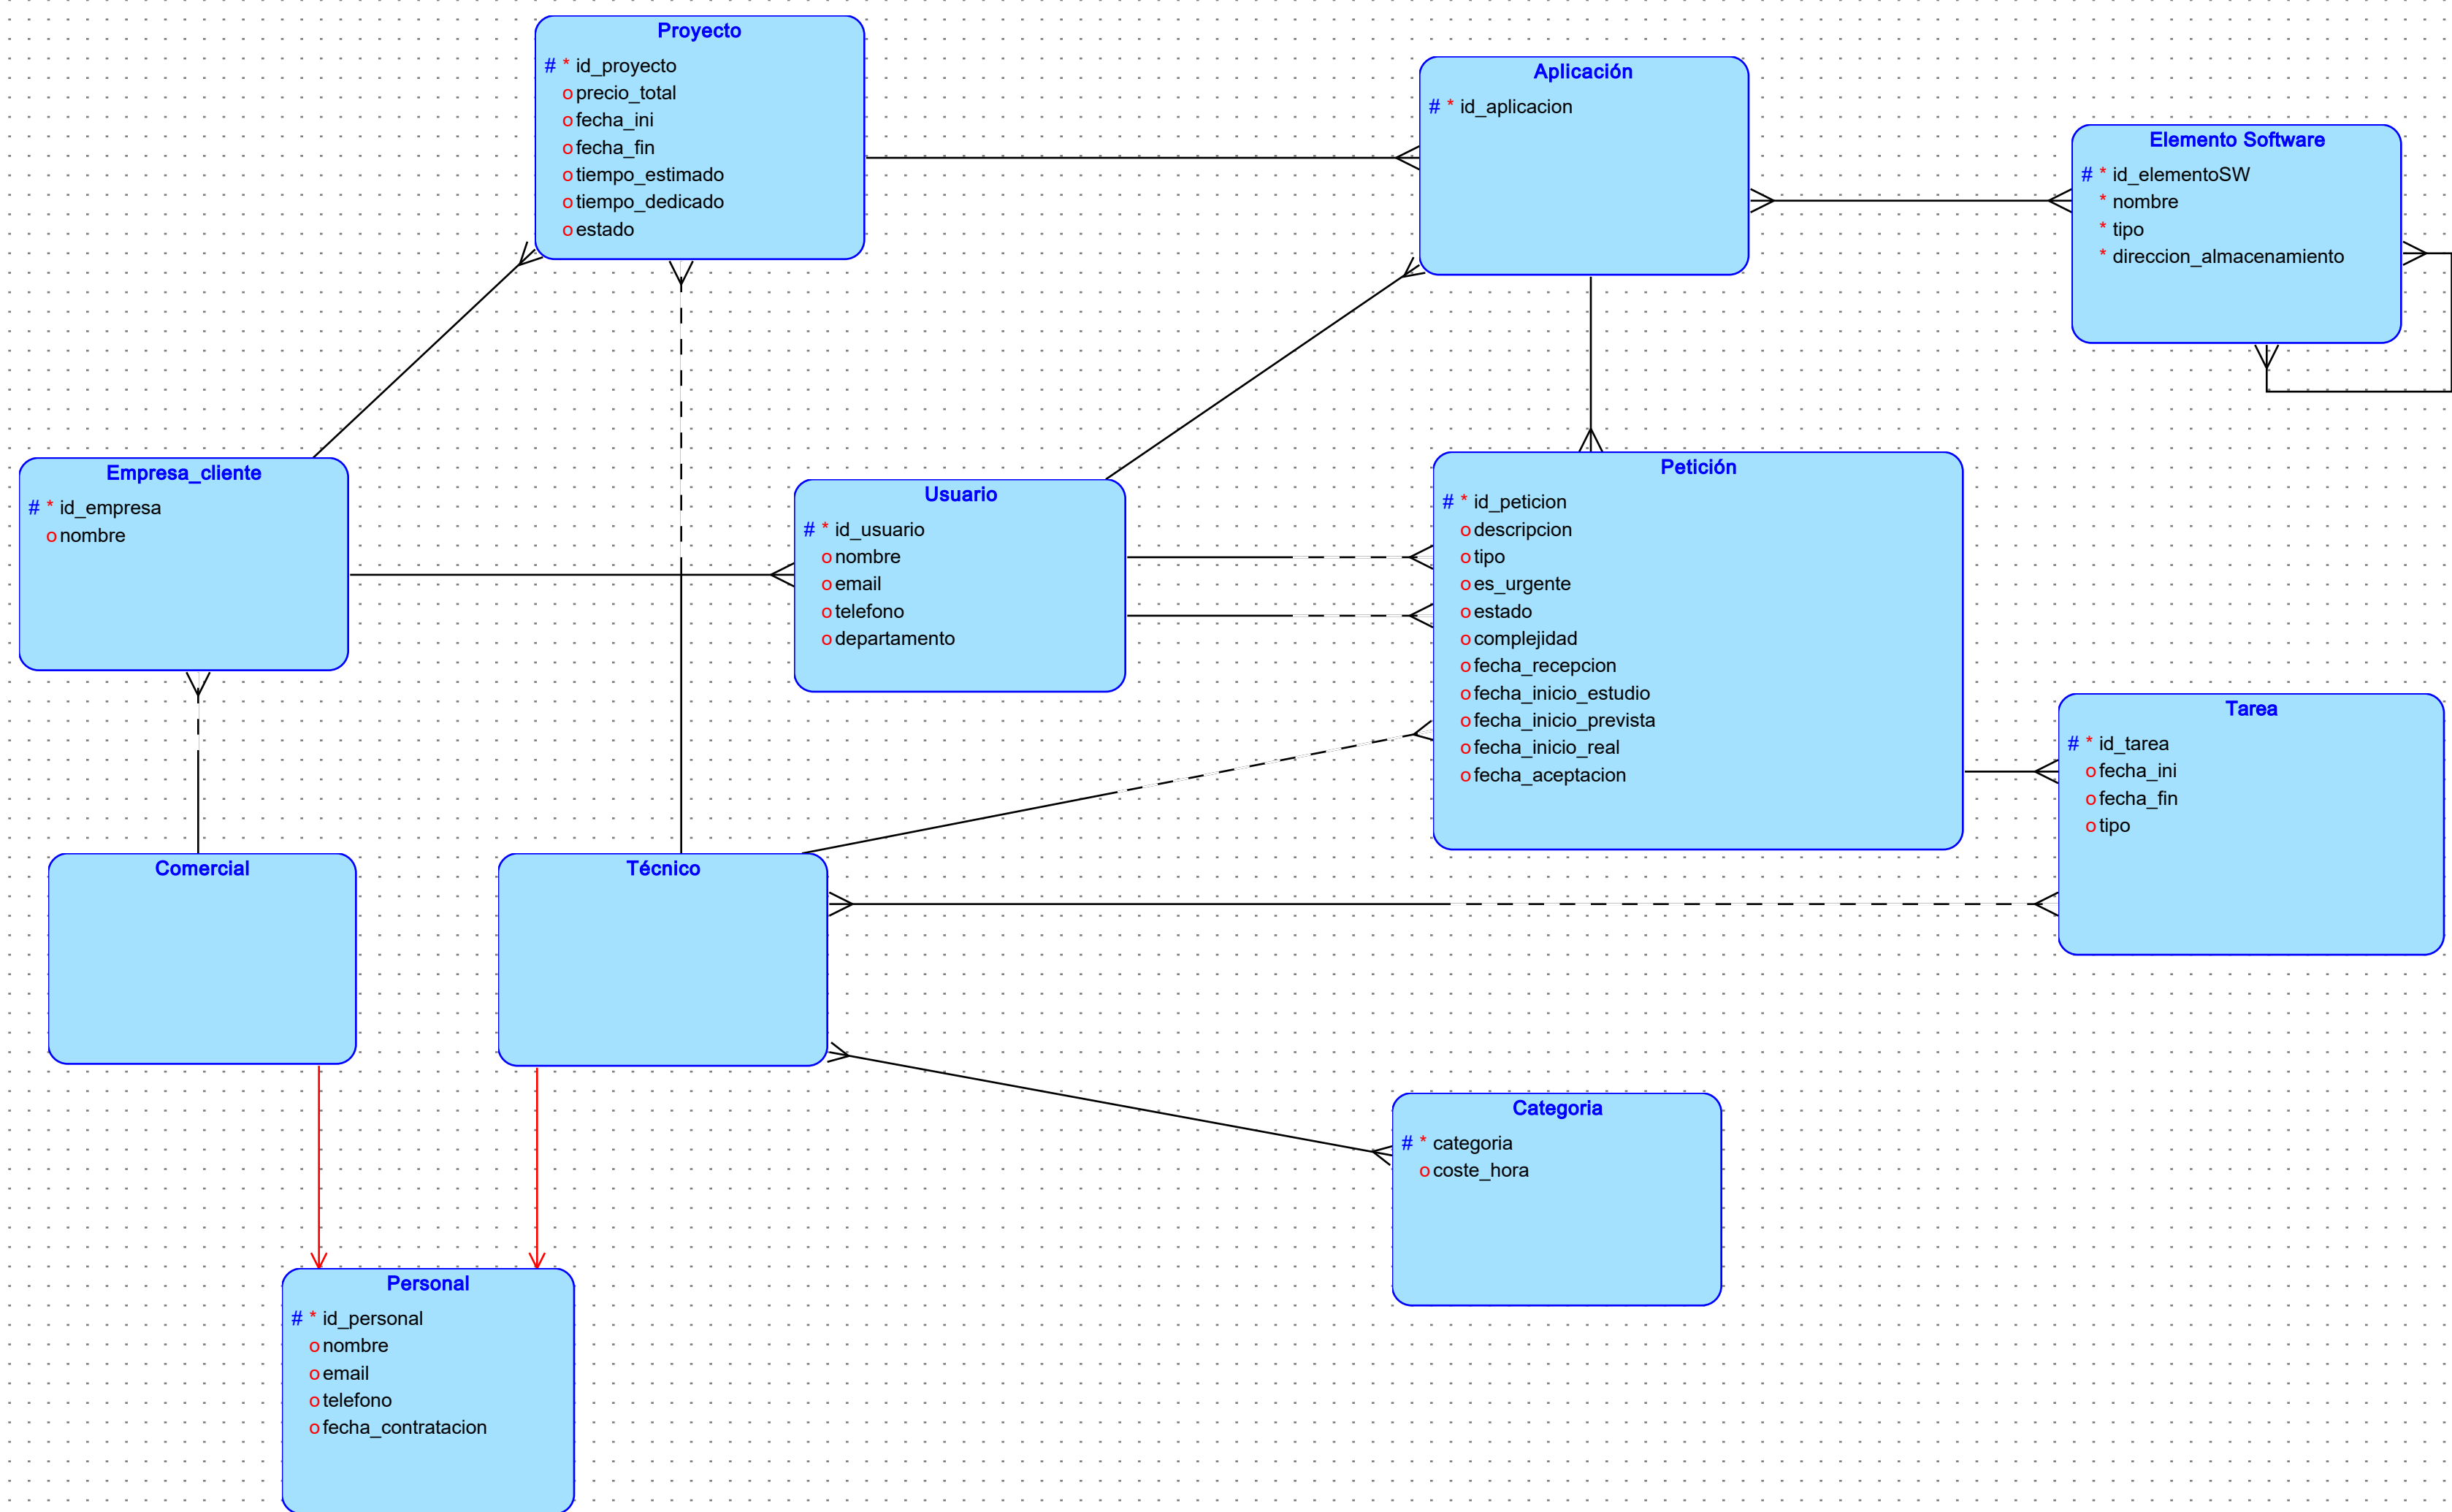 Proyecto
# * id_proyecto
o precio_total
o fecha_ini
o fecha_fin
o tiempo_estimado
o tiempo_dedicado
o estado
Aplicación
# * id_aplicacion
Elemento Software
# * id_elementoSW
* nombre
* tipo
* direccion_almacenamiento
Empresa_cliente
# * id_empresa
o nombre
Usuario
# * id_usuario
o nombre
o email
o telefono
o departamento
Petición
# * id_peticion
o descripcion
o tipo
o es_urgente
o estado
o complejidad
o fecha_recepcion
o fecha_inicio_estudio
o fecha_inicio_prevista
o fecha_inicio_real
o fecha_aceptacion
Tarea
# * id_tarea
o fecha_ini
o fecha_fin
o tipo
Comercial
Técnico
Categoria
# * categoria
o coste_hora
Personal
# * id_personal
o nombre
o email
o telefono
o fecha_contratacion